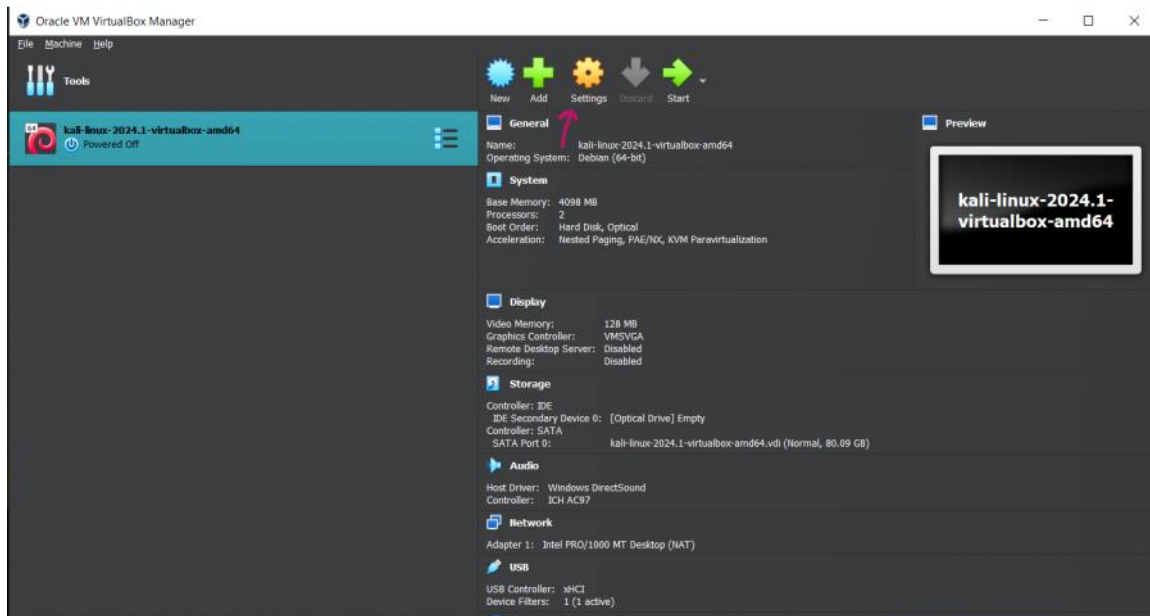 Oracle VM VirtualBox Manager
File Machine Help
Tools
New Add Settings Discard Start
64
kali-linux-2024.1-virtualbox-amd64
Powered Off
General
Name: kali-linux-2024.1-virtualbox-amd64
Operating System: Debian (64-bit)
System
Base Memory: 4098 MB
Processors: 2
Boot Order: Hard Disk, Optical
Acceleration: Nested Paging, PAE/NX, KVM Paravirtualization
Preview
kali-linux-2024.1-
virtualbox-amd64
Display
Video Memory: 128 MB
Graphics Controller: VMSVGA
Remote Desktop Server: Disabled
Recording: Disabled
Storage
Controller: IDE
IDE Secondary Device 0: [Optical Drive] Empty
Controller: SATA
SATA Port 0: kali-linux-2024.1-virtualbox-amd64.vdi (Normal, 80.09 GB)
Audio
Host Driver: Windows DirectSound
Controller: ICH AC97
Network
Adapter 1: Intel PRO/1000 MT Desktop (NAT)
USB
USB Controller: xHCI
Device Filters: 1 (1 active)